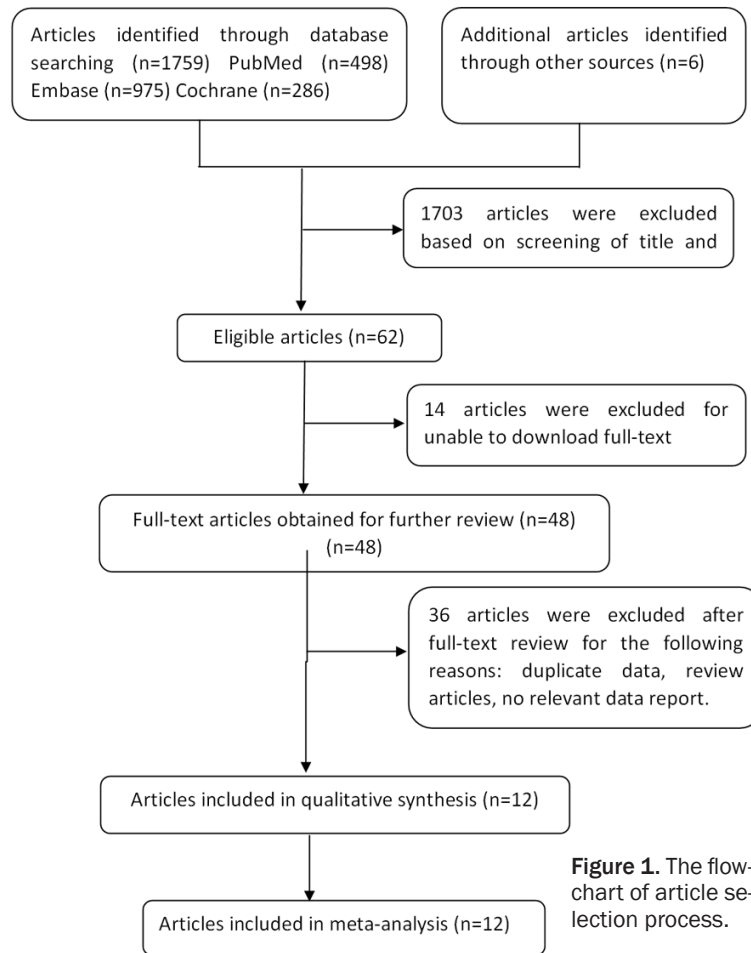 Articles identified through database
searching (n=1759) PubMed (n=498)
Embase (n=975) Cochrane (n=286)
Additional articles identified
through other sources (n=6)
1703 articles were excluded
based on screening of title and
Eligible articles (n=62)
14 articles were excluded for
unable to download full-text
Full-text articles obtained for further review (n=48)
(n=48)
36 articles were excluded after
full-text review for the following
reasons: duplicate data, review
articles, no relevant data report.
Articles included in qualitative synthesis (n=12)
Articles included in meta-analysis (n=12)
Figure 1. The flow-
chart of article se-
lection process.